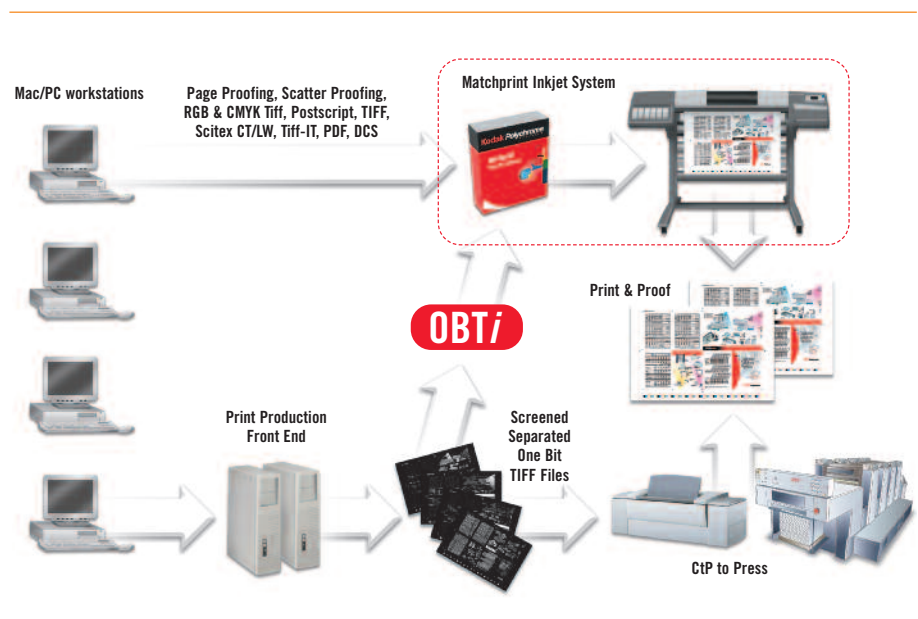 Mac/PC workstations
Page Proofing, Scatter Proofing,
RGB & CMYK Tiff, Postscript, TIFF,
Scitex CT/LW, Tiff-IT, PDF, DCS
Matchprint Inkjet System
Kodak Polychrome
Print & Proof
OBTi
Print Production
Front End
Screened
Separated
One Bit
TIFF Files
CtP to Press